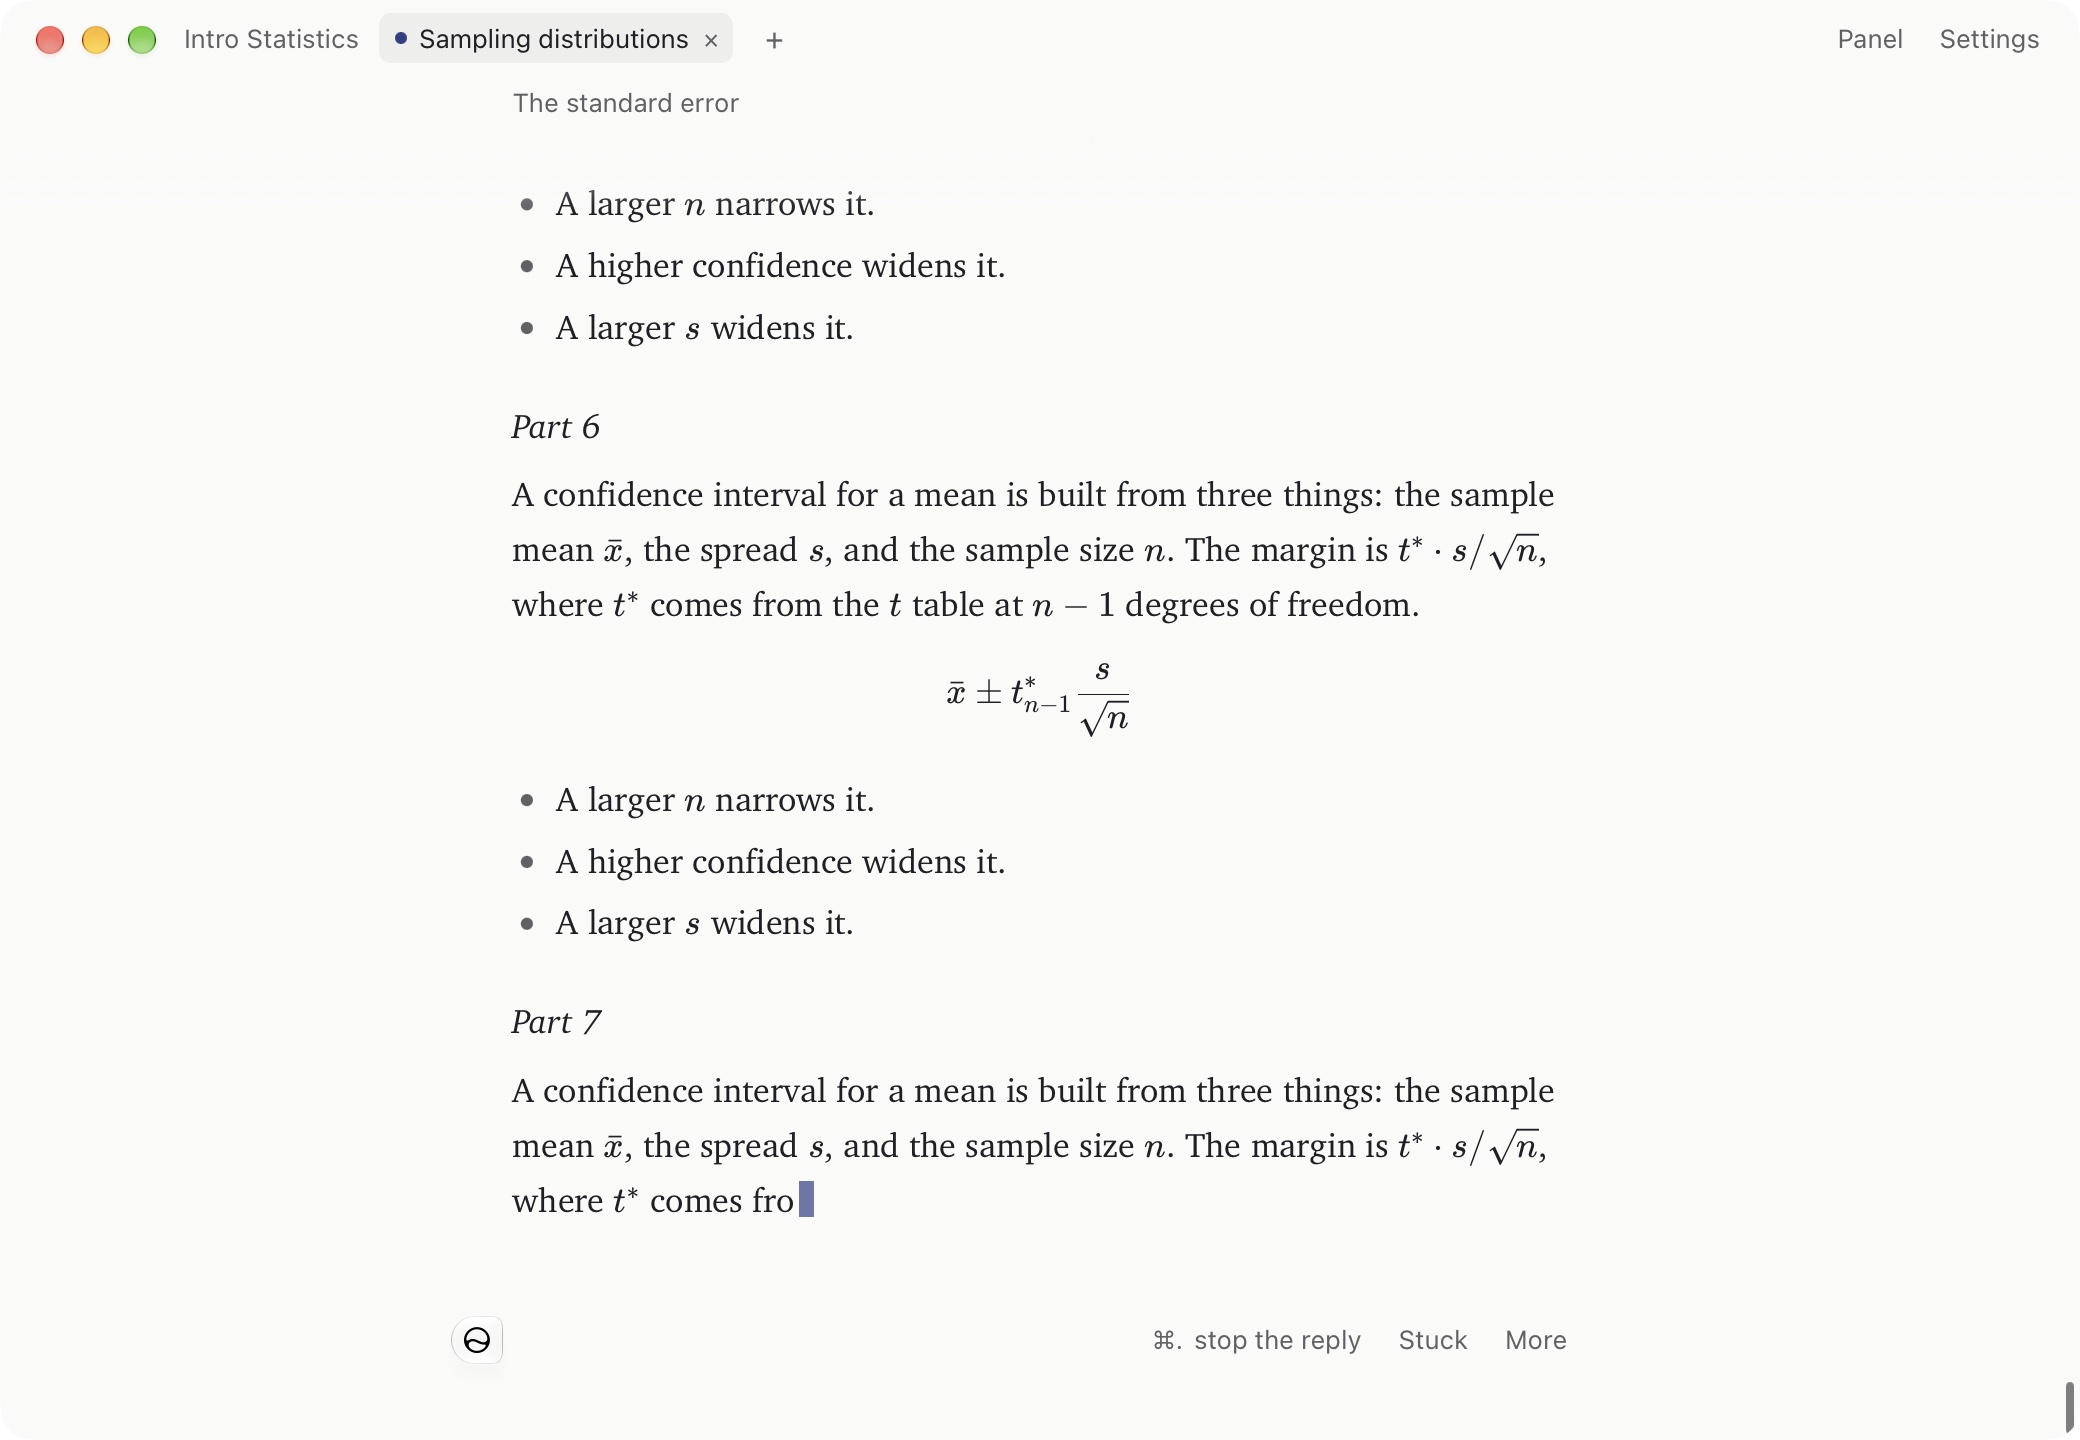 Intro Statistics
Sampling distributions ×
+
Panel
Settings
The standard error
• A larger n narrows it.
• A higher confidence widens it.
• A larger s widens it.
Part 6
A confidence interval for a mean is built from three things: the sample
mean x̄, the spread s, and the sample size n. The margin is t* · s/√n,
where t* comes from the t table at n − 1 degrees of freedom.
x̄ ± t*ₙ₋₁ s/√n
• A larger n narrows it.
• A higher confidence widens it.
• A larger s widens it.
Part 7
A confidence interval for a mean is built from three things: the sample
mean x̄, the spread s, and the sample size n. The margin is t* · s/√n,
where t* comes fro
⌘. stop the reply
Stuck
More